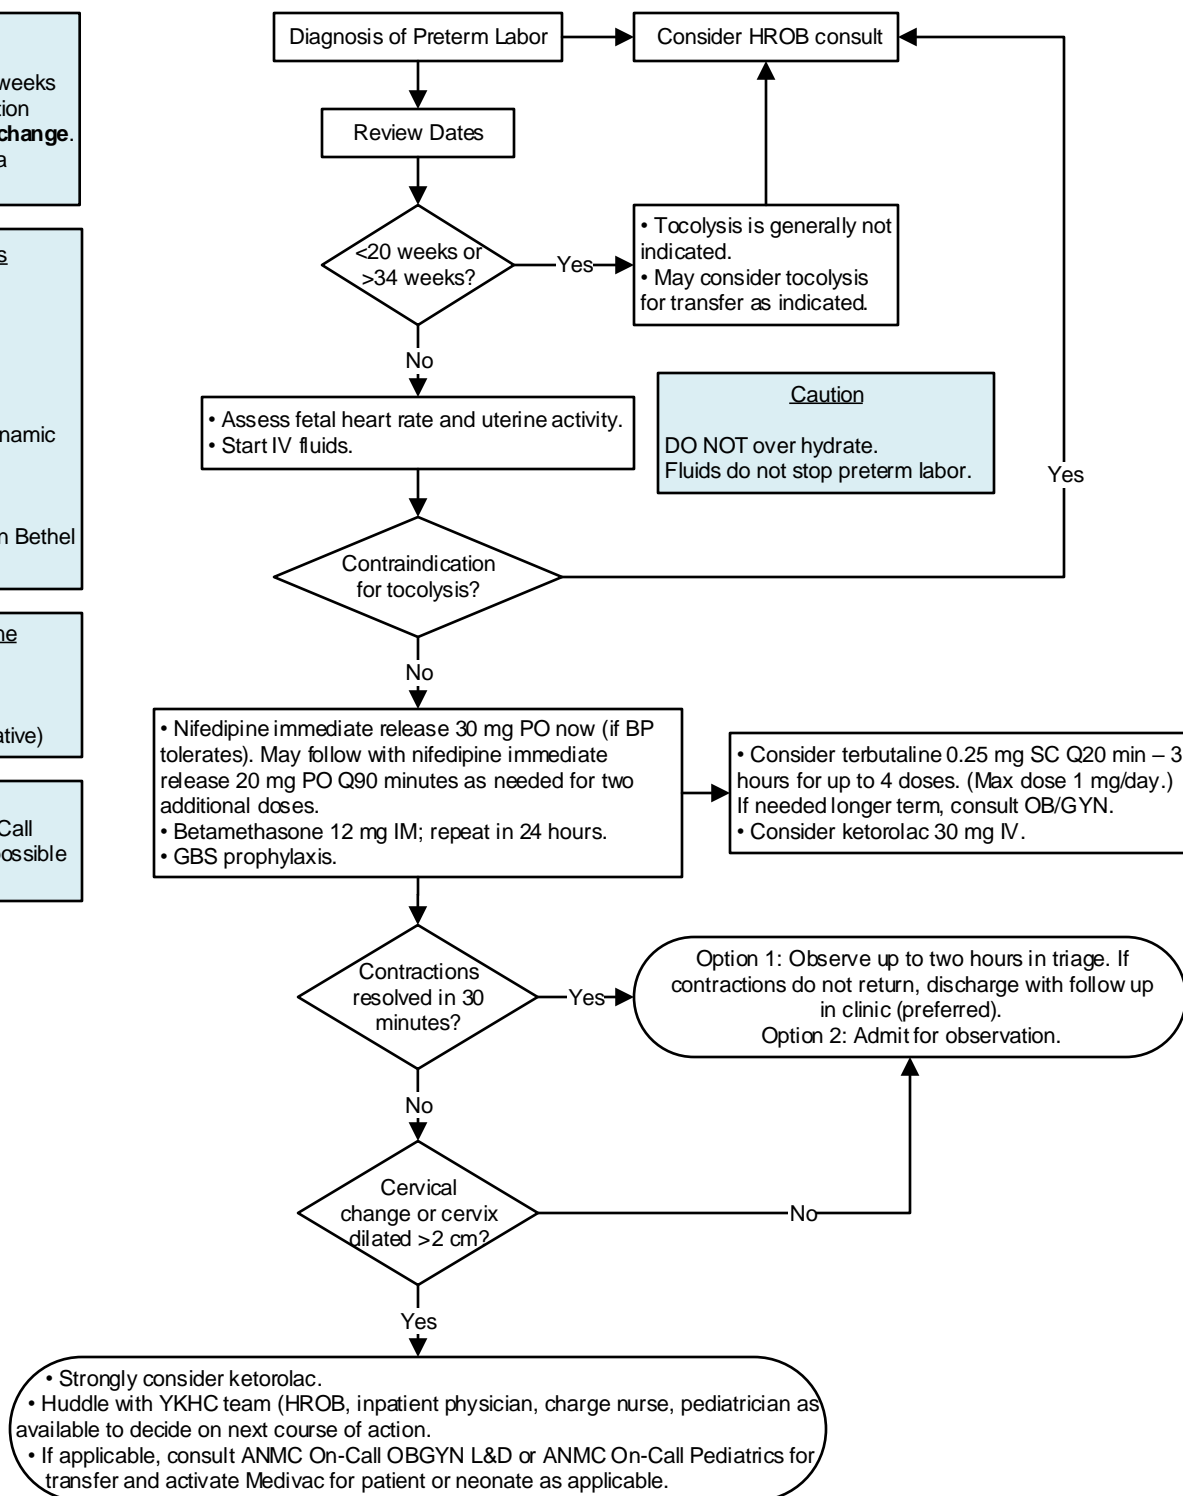 Diagnosis of Preterm Labor
Consider HROB consult
weeks
change.
a
Review Dates
<20 weeks or
>34 weeks?
Yes
• Tocolysis is generally not
indicated.
• May consider tocolysis
for transfer as indicated.
No
• Assess fetal heart rate and uterine activity.
• Start IV fluids.
Caution
DO NOT over hydrate.
Fluids do not stop preterm labor.
Yes
n Bethel
Contraindication
for tocolysis?
No
• Nifedipine immediate release 30 mg PO now (if BP
tolerates). May follow with nifedipine immediate
release 20 mg PO Q90 minutes as needed for two
additional doses.
• Betamethasone 12 mg IM; repeat in 24 hours.
• GBS prophylaxis.
• Consider terbutaline 0.25 mg SC Q20 min – 3
hours for up to 4 doses. (Max dose 1 mg/day.)
If needed longer term, consult OB/GYN.
• Consider ketorolac 30 mg IV.
ative)
Call
possible
Contractions
resolved in 30
minutes?
Yes
Option 1: Observe up to two hours in triage. If
contractions do not return, discharge with follow up
in clinic (preferred).
Option 2: Admit for observation.
No
Cervical
change or cervix
dilated >2 cm?
No
Yes
• Strongly consider ketorolac.
• Huddle with YKHC team (HROB, inpatient physician, charge nurse, pediatrician as
available to decide on next course of action.
• If applicable, consult ANMC On-Call OBGYN L&D or ANMC On-Call Pediatrics for
transfer and activate Medivac for patient or neonate as applicable.